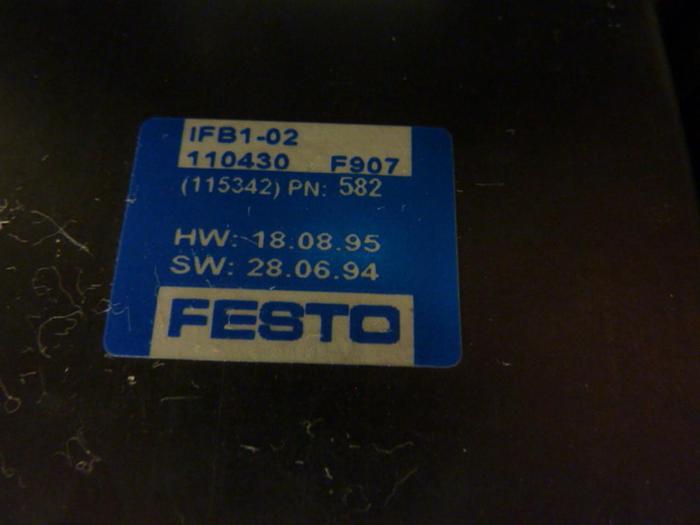 IFB1-02
110430 F907
(115342) PN: 582
HW: 18.08.95
SW: 28.06.94
FESTO